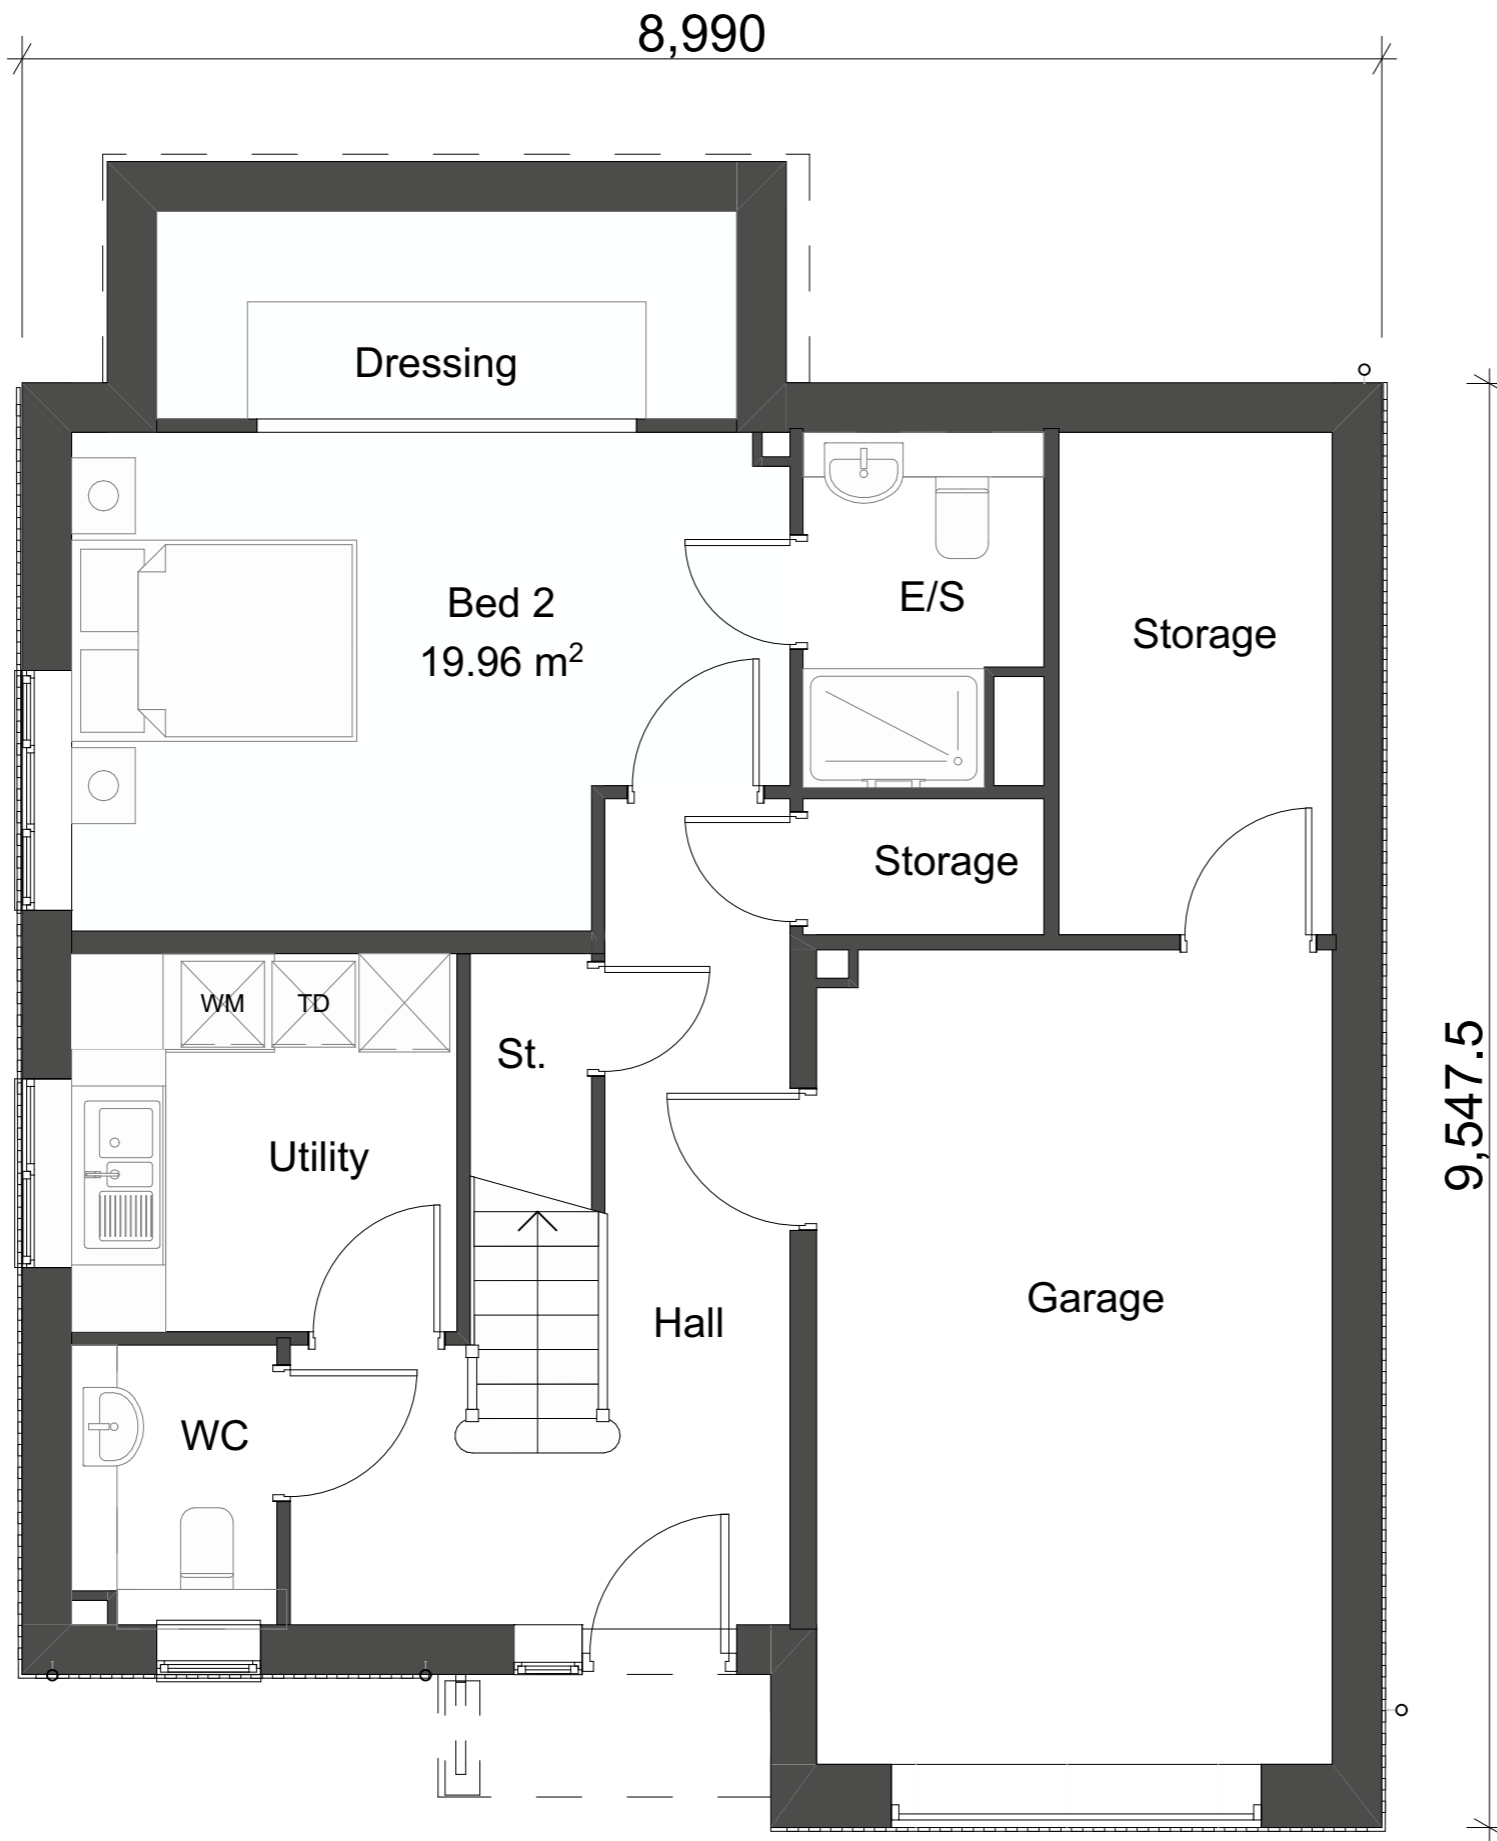 8,990
Dressing
Bed 2
19.96 m²
E/S
Storage
Storage
WM
TD
St.
Utility
Hall
Garage
WC
9,547.5